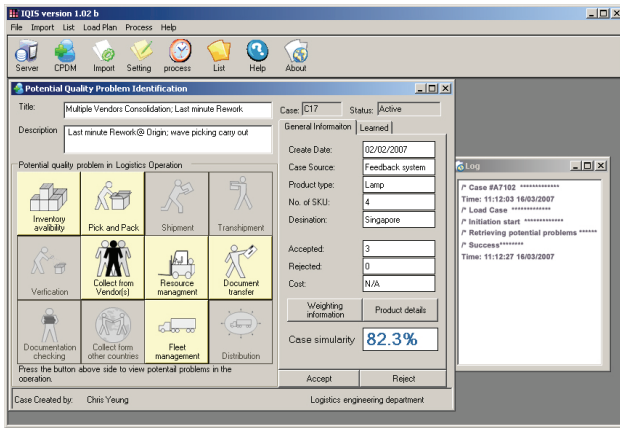 IQIS version 1.02 b
File Import List Load Plan Process Help
Server CPDM Import Setting process List Help About
Potential Quality Problem Identification
Title: Multiple Vendors Consolidation; Last minute Rework
Description Last minute Rework@ Origin; wave picking carry out
Potential quality problem in Logistics Operation
Inventory avalibility
Pick and Pack
Shipment
Transhipment
Verlication
Collect from Vendor(s)
Resource managment
Document transfer
Documentation checking
Collect form other countries
Fleet management
Distribution
Press the button above side to view potentail problems in the
operation.
Case: C17 Status: Active
General Informaiton Learned
Create Date: 02/02/2007
Case Source: Feedback system
Product type: Lamp
No. of SKU: 4
Desination: Singapore
Accepted: 3
Rejected: 0
Cost: N/A
Weighting information
Product details
Case simularity 82.3%
Accept Reject
Case Created by: Chris Yeung Logistics engineering department
Log
/* Case #A7102 *************
Time: 11:12:03 16/03/2007
/* Load Case *************
/* Initiation start *************
/* Retrieving potential problems ******
/* Success********
Time: 11:12:27 16/03/2007